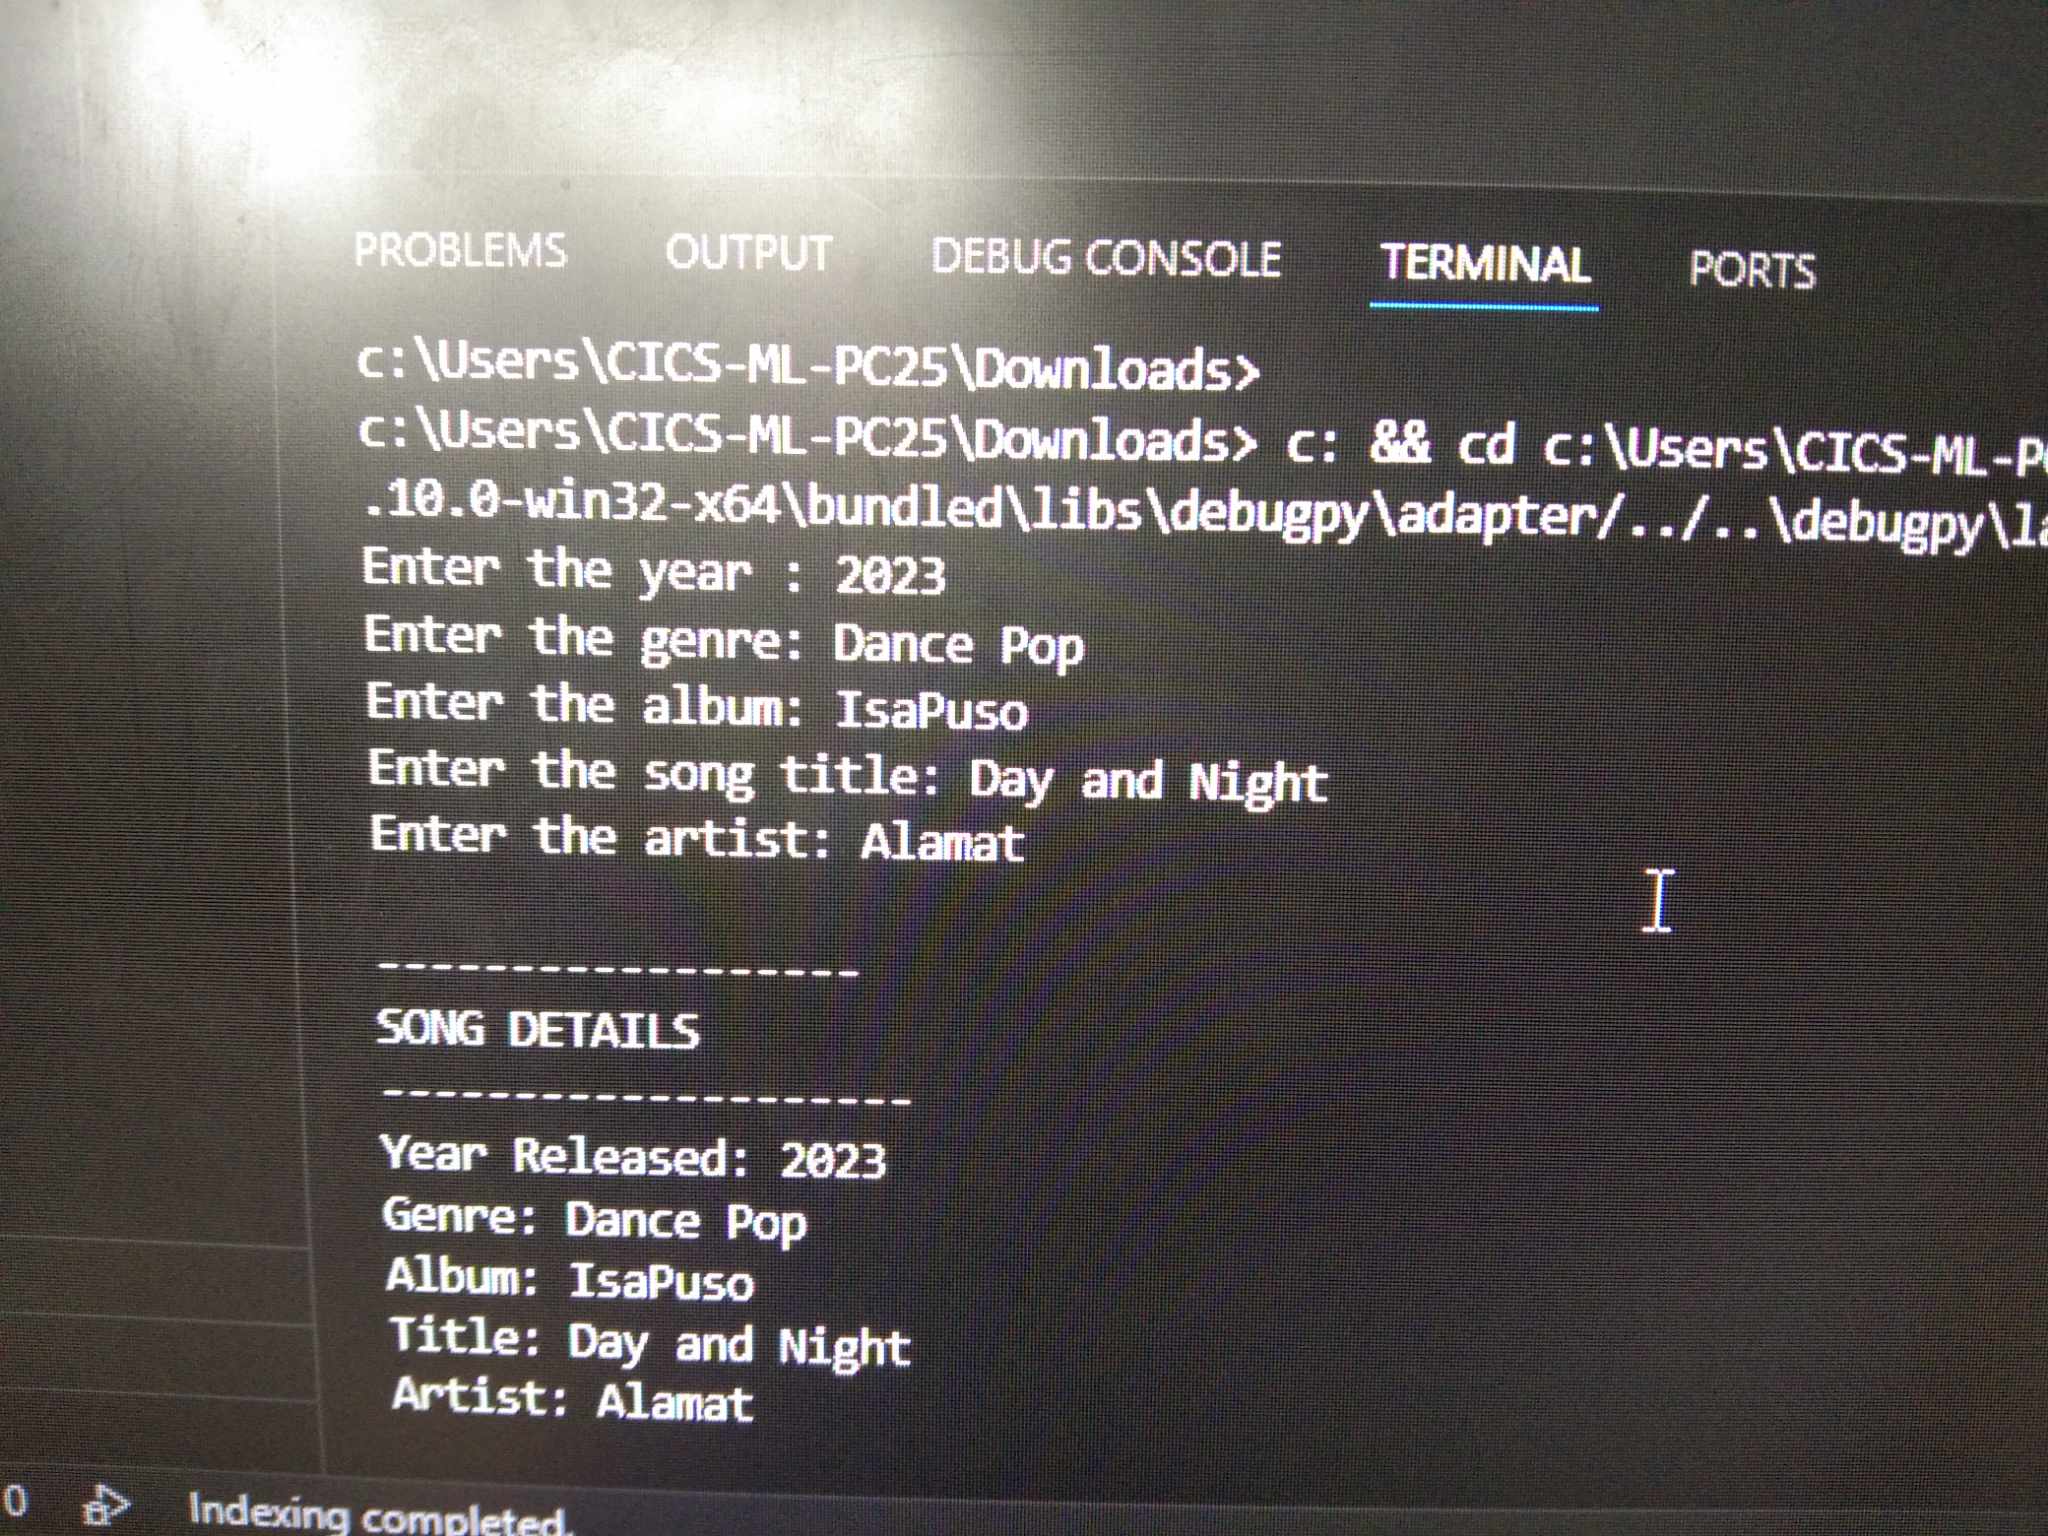 PROBLEMS OUTPUT DEBUG CONSOLE TERMINAL PORTS
c:\Users\CICS-ML-PC25\Downloads>
c:\Users\CICS-ML-PC25\Downloads> c: && cd c:\Users\CICS-ML-P
.10.0-win32-x64\bundled\libs\debugpy\adapter/../..\debugpy\la
Enter the year : 2023
Enter the genre: Dance Pop
Enter the album: IsaPuso
Enter the song title: Day and Night
Enter the artist: Alamat
------------------
SONG DETAILS
--------------------
Year Released: 2023
Genre: Dance Pop
Album: IsaPuso
Title: Day and Night
Artist: Alamat
0 Indexing completed.